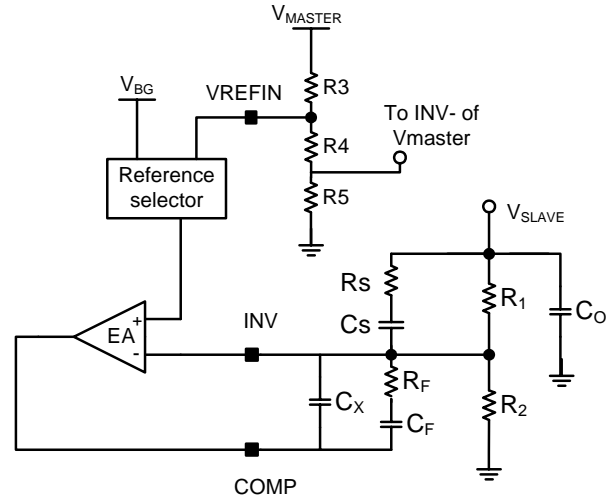 VMASTER
R3
VBG
VREFIN
To INV- of
Vmaster
R4
Reference
selector
R5
VSLAVE
Rs
R1
CO
Cs
+
EA
-
INV
RF
R2
CX
CF
COMP